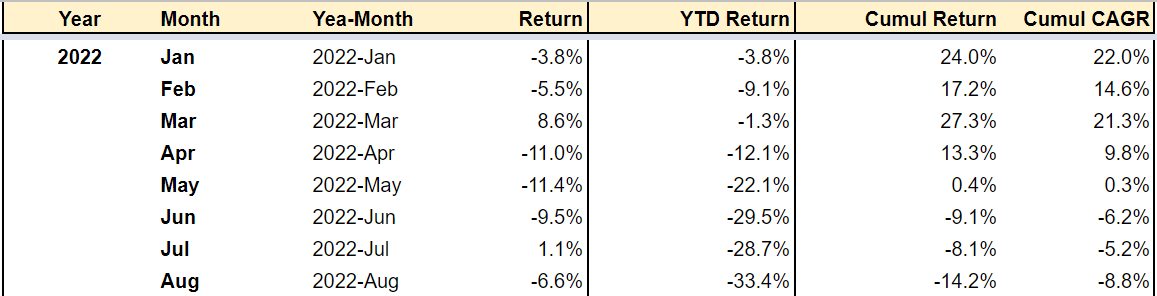 Year Month Yea-Month Return YTD Return Cumul Return Cumul CAGR
2022 Jan 2022-Jan -3.8% -3.8% 24.0% 22.0%
Feb 2022-Feb -5.5% -9.1% 17.2% 14.6%
Mar 2022-Mar 8.6% -1.3% 27.3% 21.3%
Apr 2022-Apr -11.0% -12.1% 13.3% 9.8%
May 2022-May -11.4% -22.1% 0.4% 0.3%
Jun 2022-Jun -9.5% -29.5% -9.1% -6.2%
Jul 2022-Jul 1.1% -28.7% -8.1% -5.2%
Aug 2022-Aug -6.6% -33.4% -14.2% -8.8%